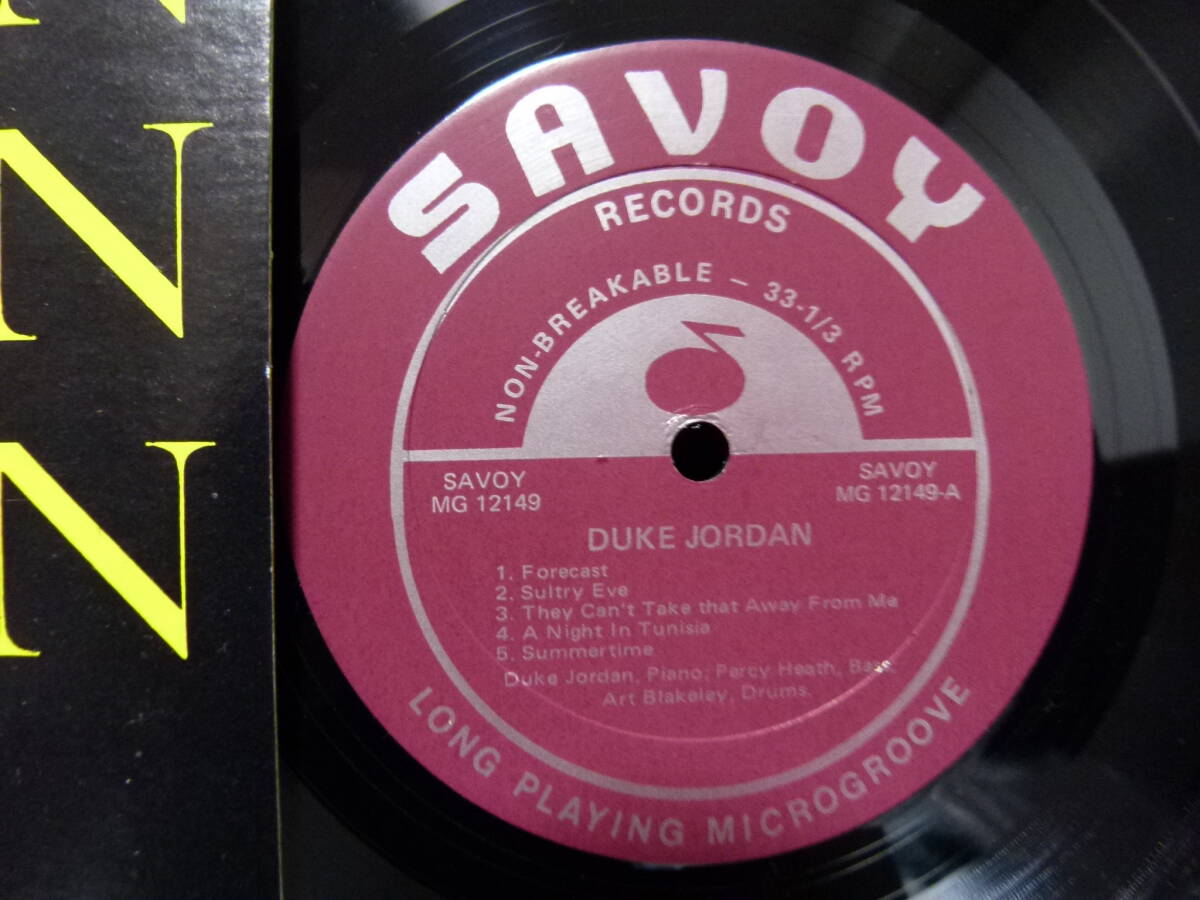 N
N
N
SAVOY
RECORDS
NON-BREAKABLE — 33-1/3 RPM
SAVOY
MG 12149
SAVOY
MG 12149-A
DUKE JORDAN
1. Forecast
2. Sultry Eve
3. They Can't Take that Away From Me
4. A Night In Tunisia
5. Summertime
Duke Jordan, Piano; Percy Heath, Bass.
Art Blakeley, Drums.
LONG PLAYING MICROGROOVE